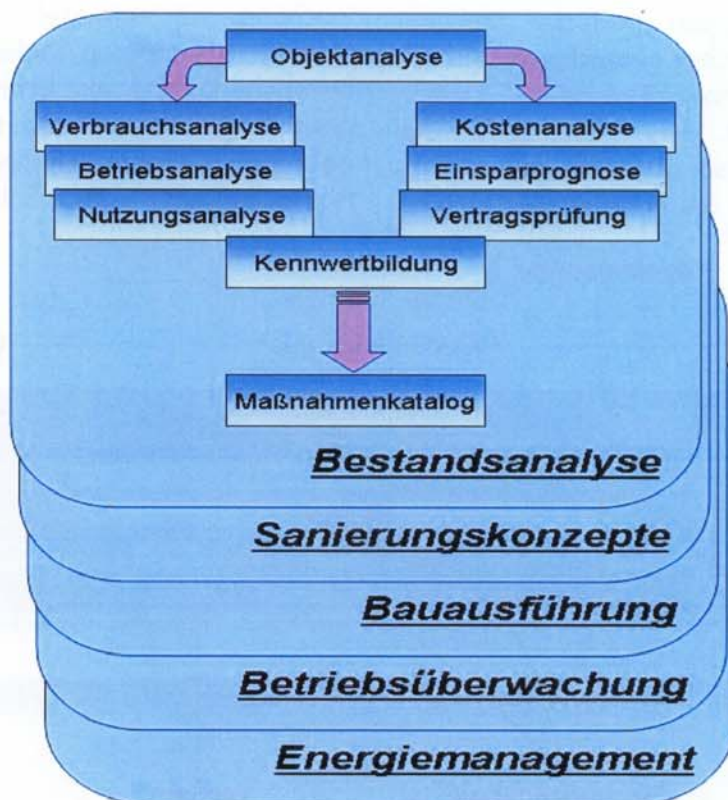 Objektanalyse
Verbrauchsanalyse
Betriebsanalyse
Nutzungsanalyse
Kostenanalyse
Einsparprognose
Vertragsprüfung
Kennwertbildung
Maßnahmenkatalog
Bestandsanalyse
Sanierungskonzepte
Bauausführung
Betriebsüberwachung
Energiemanagement